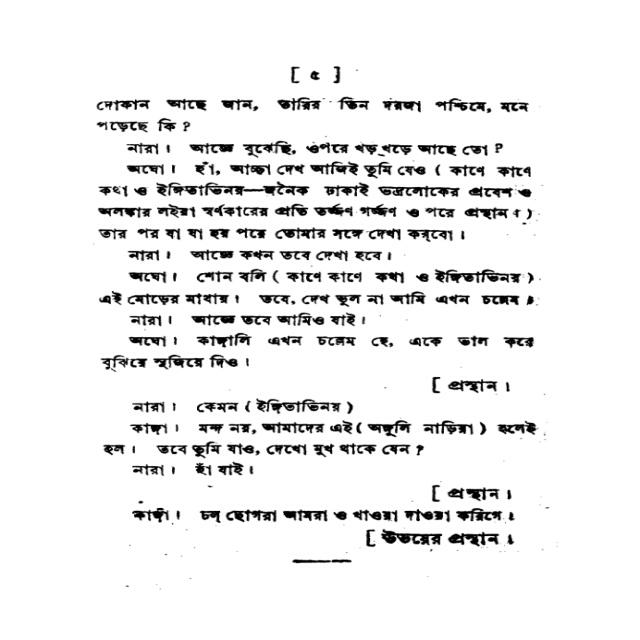 [ ৫ ]
দোকান আছে জান, তারির তিন দরজা পশ্চিমে, মনে
পড়েছে কি ?
নারা। আজ্ঞে বুঝেছি, ওপরে খড় খড়ে আছে তো ?
অঘো। হাঁ, আচ্ছা দেখ আজিই তুমি যেও ( কাণে কাণে
কথা ও ইঙ্গিতাভিনয়—জনৈক ঢাকাই ভদ্রলোকের প্রবেশ ও
অলঙ্কার লইয়া স্বর্ণকারের প্রতি তর্জ্জণ গর্জ্জণ ও পরে প্রস্থান। )
তার পর যা যা হয় পরে তোমার সঙ্গে দেখা কর্‌বো।
নারা। আজ্ঞে কখন তবে দেখা হবে।
অঘো। শোন বলি ( কাণে কাণে কথা ও ইঙ্গিতাভিনয় )
এই মোড়ের মাথায়। তবে, দেখ ভুল না আমি এখন চল্লেম।
নারা। আজ্ঞে তবে আমিও যাই।
অঘো। কাঙ্গালি এখন চল্লেম হে, একে ভাল করে
বুঝিয়ে সুজিয়ে দিও।
[ প্রস্থান।
নারা। কেমন ( ইঙ্গিতাভিনয় )
কাঙ্গা। মন্দ নয়, আমাদের এই ( অঙ্গুলি নাড়িয়া ) হলেই
হল। তবে তুমি যাও, দেখো মুখ থাকে যেন ?
নারা। হাঁ যাই।
[ প্রস্থান।
কাঙ্গা। চল্ ছোগরা আমরা ও খাওয়া দাওয়া করিগে।
[ উভয়ের প্রস্থান।